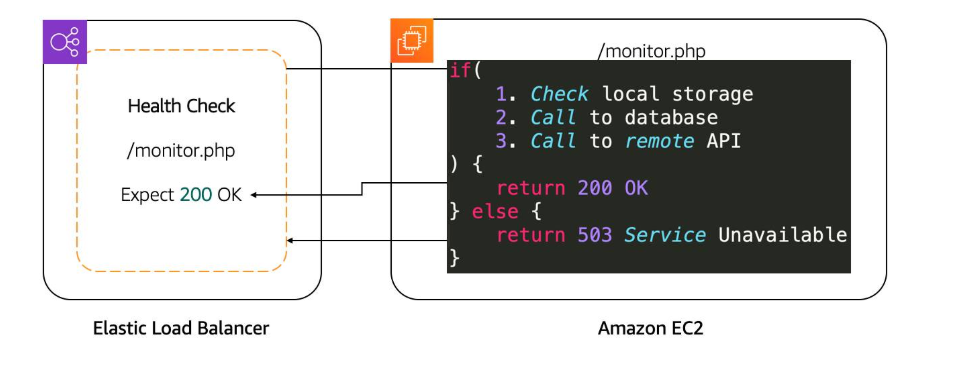 Health Check
/monitor.php
Expect 200 OK
/monitor.php
if(
1. Check local storage
2. Call to database
3. Call to remote API
) {
return 200 OK
} else {
return 503 Service Unavailable
}
Elastic Load Balancer
Amazon EC2